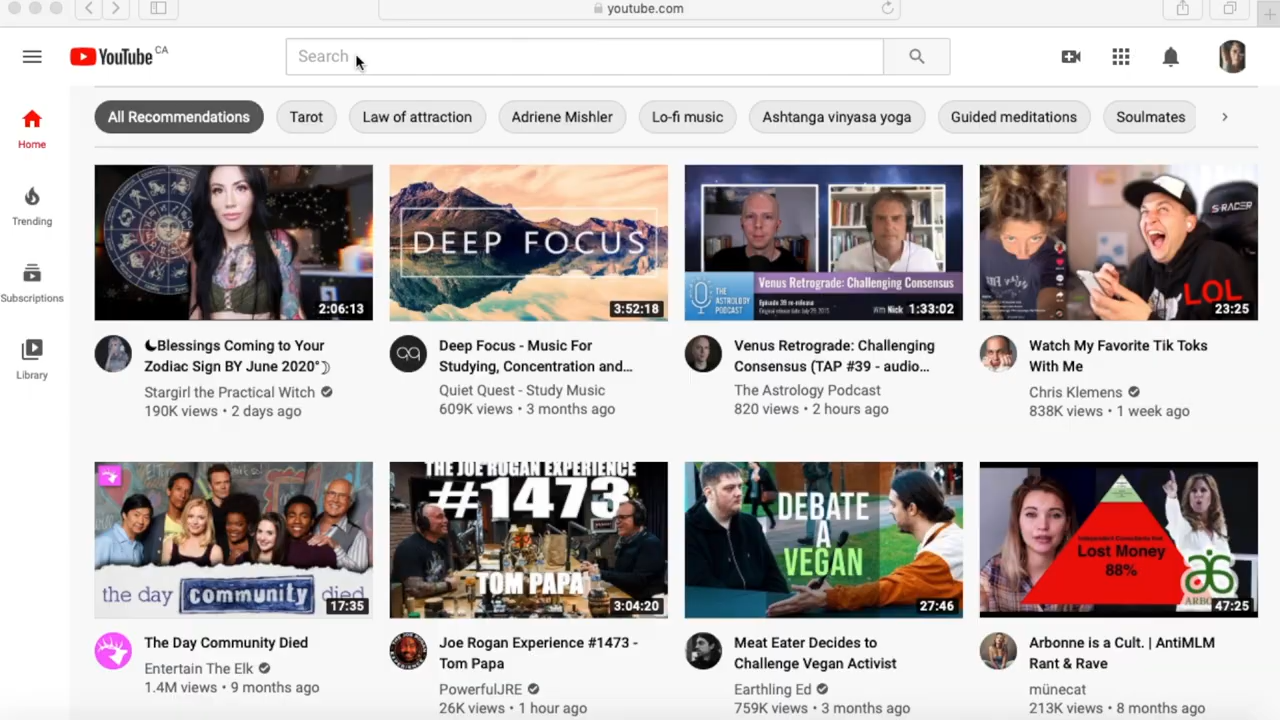 youtube.com
YouTube CA
Search
Home
Trending
Subscriptions
Library
All Recommendations
Tarot
Law of attraction
Adriene Mishler
Lo-fi music
Ashtanga vinyasa yoga
Guided meditations
Soulmates
2:06:13
DEEP FOCUS
3:52:18
THE
ASTROLOGY
PODCAST
Venus Retrograde: Challenging Consensus
Episode 39 re-release
With Nick
1:33:02
S-RACER
LOL
23:25
Blessings Coming to Your
Zodiac Sign BY June 2020°
Stargirl the Practical Witch
190K views • 2 days ago
Deep Focus - Music For
Studying, Concentration and...
Quiet Quest - Study Music
609K views • 3 months ago
Venus Retrograde: Challenging
Consensus (TAP #39 - audio...
The Astrology Podcast
820 views • 2 hours ago
Watch My Favorite Tik Toks
With Me
Chris Klemens
838K views • 1 week ago
the day community died
17:35
THE JOE ROGAN EXPERIENCE
#1473
TOM PAPA
3:04:20
DEBATE
A
VEGAN
27:46
Lost Money
88%
47:25
The Day Community Died
Entertain The Elk
1.4M views • 9 months ago
Joe Rogan Experience #1473 -
Tom Papa
PowerfulJRE
26K views • 1 hour ago
Meat Eater Decides to
Challenge Vegan Activist
Earthling Ed
759K views • 3 months ago
Arbonne is a Cult. | AntiMLM
Rant & Rave
münecat
213K views • 8 months ago